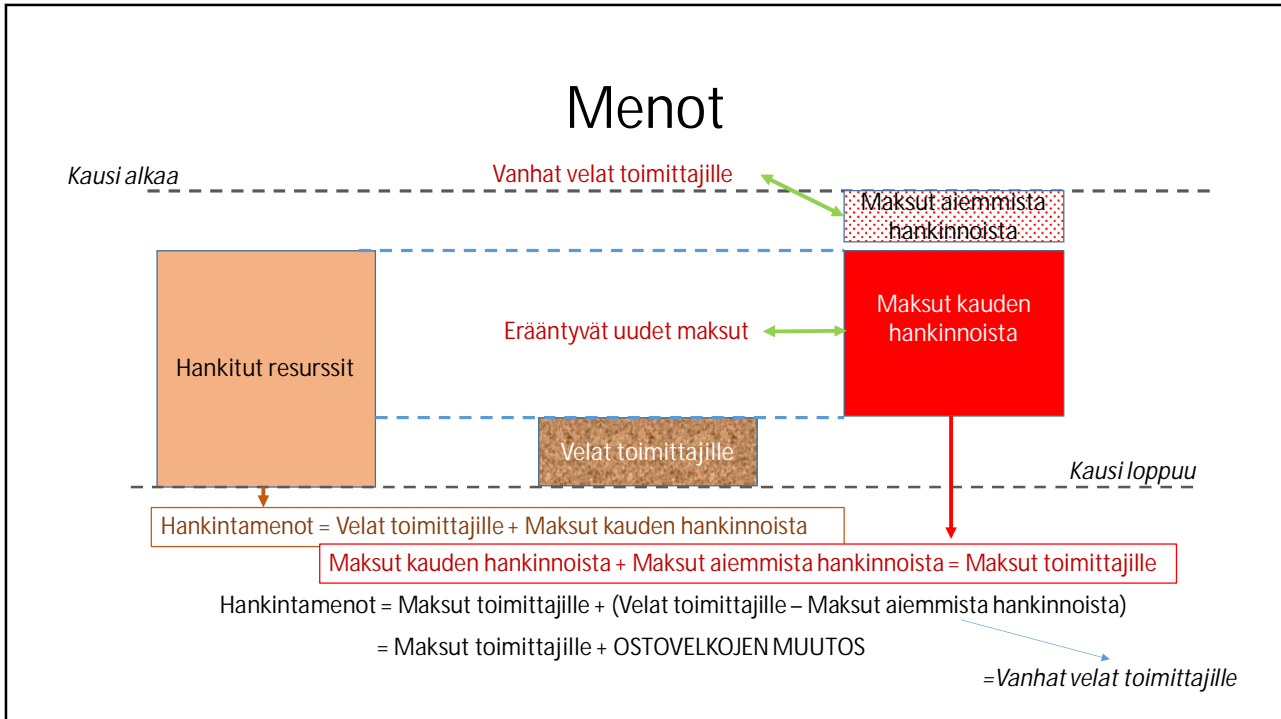 Menot
Kausi alkaa
Vanhat velat toimittajille
Maksut aiemmista
hankinnoista
Maksut kauden
hankinnoista
Erääntyvät uudet maksut
Hankitut resurssit
Velat toimittajille
Kausi loppuu
Hankintamenot = Velat toimittajille + Maksut kauden hankinnoista
Maksut kauden hankinnoista + Maksut aiemmista hankinnoista = Maksut toimittajille
Hankintamenot = Maksut toimittajille + (Velat toimittajille – Maksut aiemmista hankinnoista)
= Maksut toimittajille + OSTOVELKOJEN MUUTOS
=Vanhat velat toimittajille